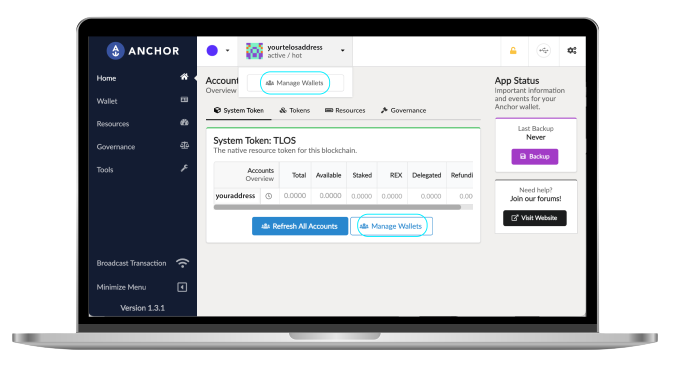 ANCHOR
yourtelosaddress
active / hot
Home
Wallet
Resources
Governance
Tools
Broadcast Transaction
Minimize Menu
Version 1.3.1
Account
Overview
Manage Wallets
System Token
Tokens
Resources
Governance
System Token: TLOS
The native resource token for this blockchain.
Accounts Total Available Staked REX Delegated Refundi
Overview
youraddress 0.0000 0.0000 0.0000 0.0000 0.0000 0.00
Refresh All Accounts
Manage Wallets
App Status
Important information
and events for your
Anchor wallet.
Last Backup
Never
Backup
Need help?
Join our forums!
Visit Website